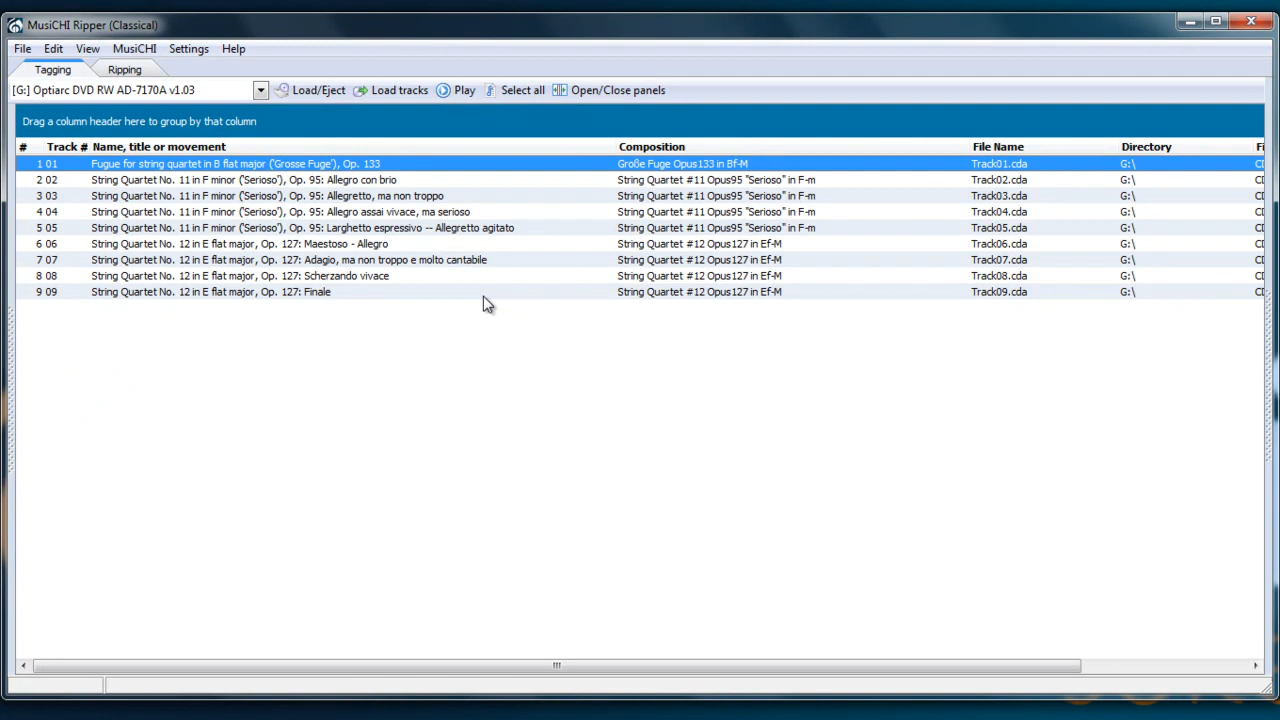 MusiCHI Ripper (Classical)
File Edit View MusiCHI Settings Help
Tagging Ripping
[G:] Optiarc DVD RW AD-7170A v1.03 Load/Eject Load tracks Play Select all Open/Close panels
Drag a column header here to group by that column
# Track # Name, title or movement Composition File Name Directory Fi
1 01 Fugue for string quartet in B flat major ('Grosse Fuge'), Op. 133 Große Fuge Opus133 in Bf-M Track01.cda G:\ CD
2 02 String Quartet No. 11 in F minor ('Serioso'), Op. 95: Allegro con brio String Quartet #11 Opus95 "Serioso" in F-m Track02.cda G:\ CD
3 03 String Quartet No. 11 in F minor ('Serioso'), Op. 95: Allegretto, ma non troppo String Quartet #11 Opus95 "Serioso" in F-m Track03.cda G:\ CD
4 04 String Quartet No. 11 in F minor ('Serioso'), Op. 95: Allegro assai vivace, ma serioso String Quartet #11 Opus95 "Serioso" in F-m Track04.cda G:\ CD
5 05 String Quartet No. 11 in F minor ('Serioso'), Op. 95: Larghetto espressivo -- Allegretto agitato String Quartet #11 Opus95 "Serioso" in F-m Track05.cda G:\ CD
6 06 String Quartet No. 12 in E flat major, Op. 127: Maestoso - Allegro String Quartet #12 Opus127 in Ef-M Track06.cda G:\ CD
7 07 String Quartet No. 12 in E flat major, Op. 127: Adagio, ma non troppo e molto cantabile String Quartet #12 Opus127 in Ef-M Track07.cda G:\ CD
8 08 String Quartet No. 12 in E flat major, Op. 127: Scherzando vivace String Quartet #12 Opus127 in Ef-M Track08.cda G:\ CD
9 09 String Quartet No. 12 in E flat major, Op. 127: Finale String Quartet #12 Opus127 in Ef-M Track09.cda G:\ CD